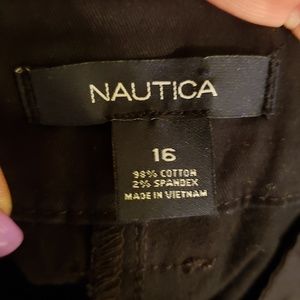 NAUTICA
16
98% COTTON
2% SPANDEX
MADE IN VIETNAM